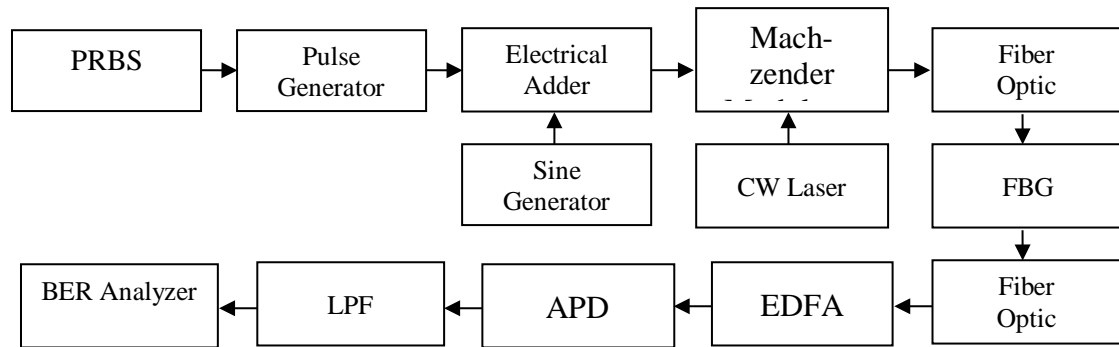 PRBS
Pulse
Generator
Electrical
Adder
Mach-
zender
Fiber
Optic
Sine
Generator
CW Laser
FBG
BER Analyzer
LPF
APD
EDFA
Fiber
Optic